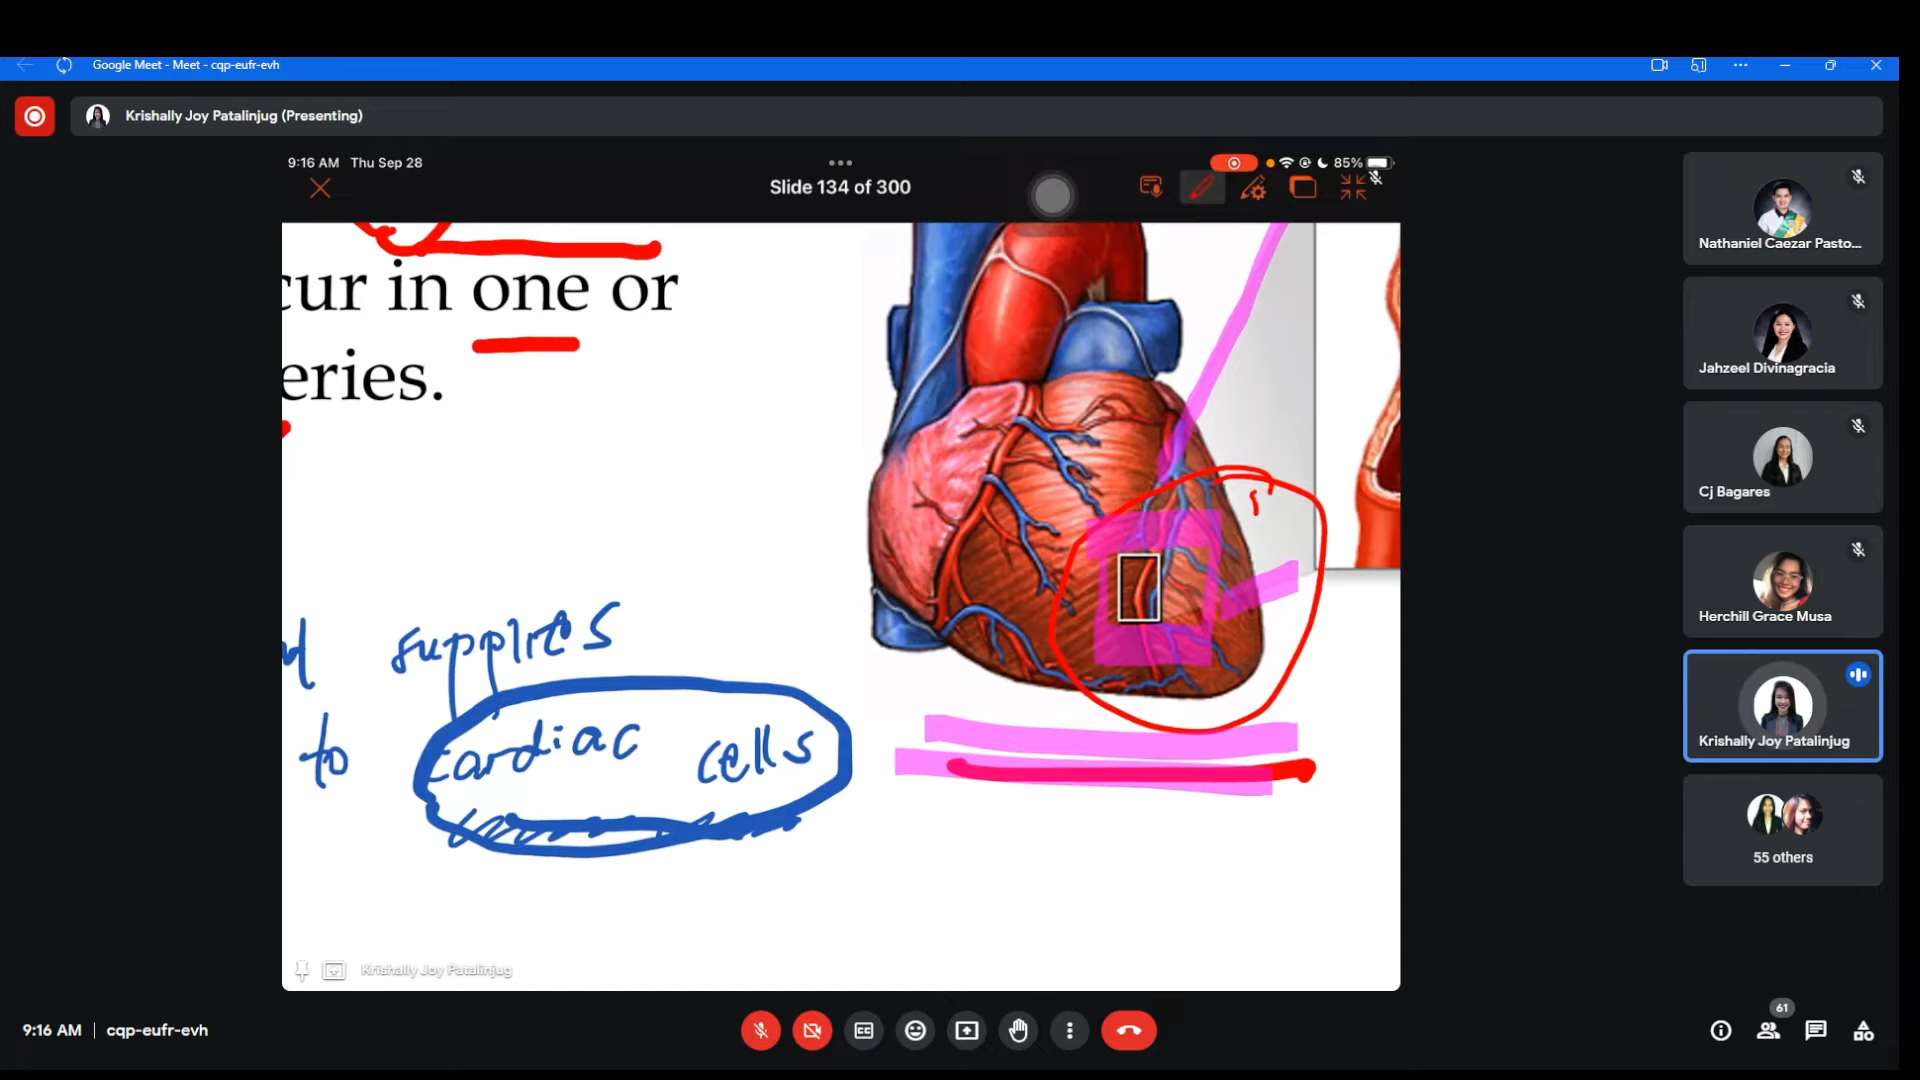 Google Meet - Meet - cqp-eufr-evh
Krishally Joy Patalinjug (Presenting)
9:16 AM Thu Sep 28
85%
Slide 134 of 300
cur in one or
eries.
supplies
to cardiac cells
Krishally Joy Patalinjug
Nathaniel Caezar Pasto...
Jahzeel Divinagracia
Cj Bagares
Herchill Grace Musa
Krishally Joy Patalinjug
55 others
9:16 AM | cqp-eufr-evh
61